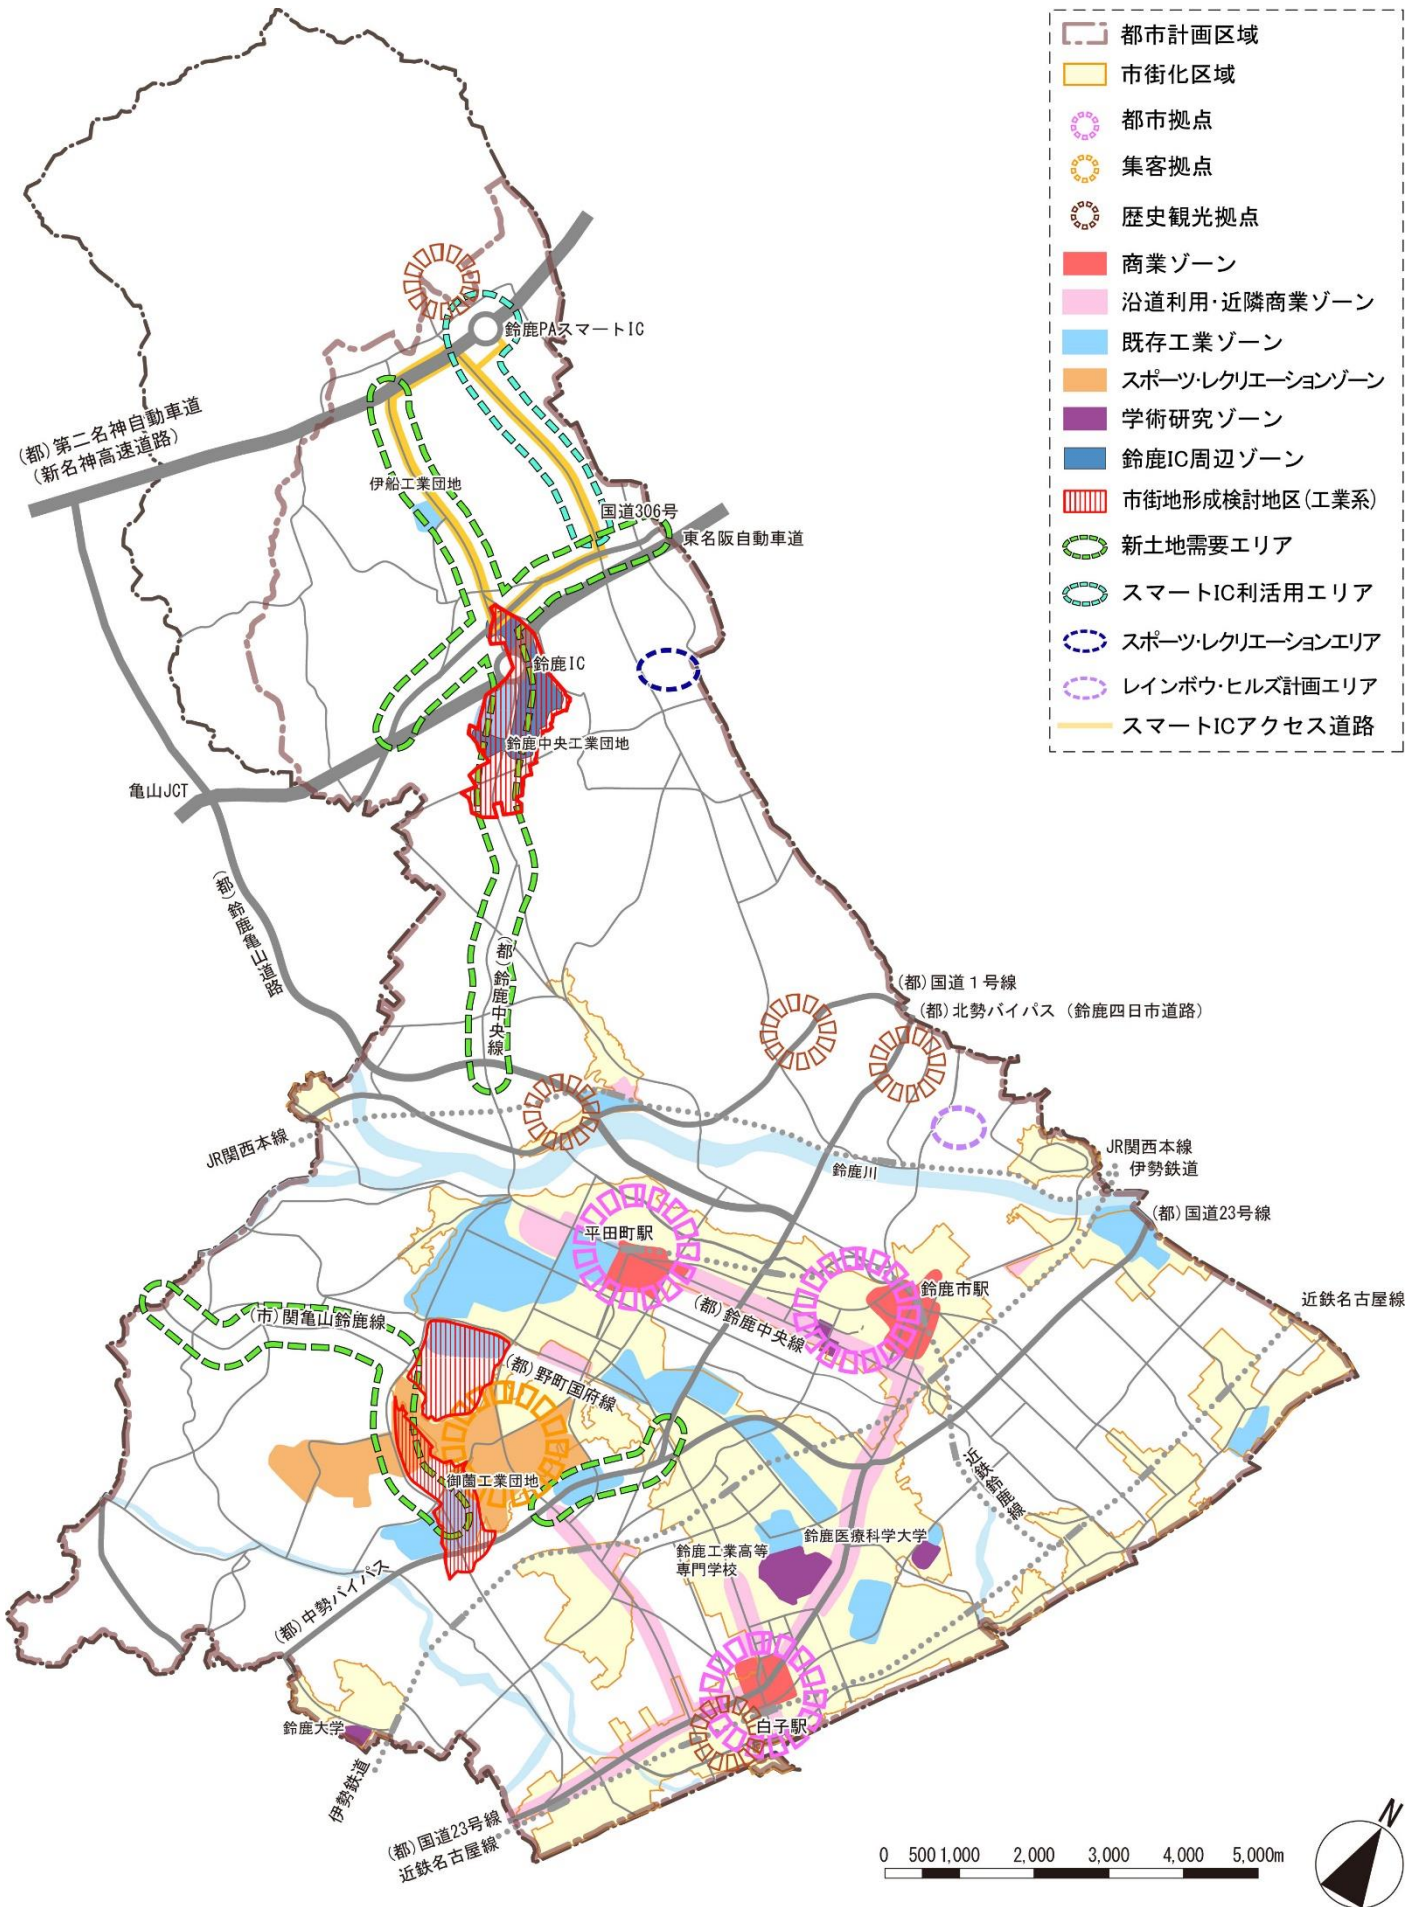 都市計画区域
市街化区域
都市拠点
集客拠点
歴史観光拠点
商業ゾーン
沿道利用・近隣商業ゾーン
既存工業ゾーン
スポーツ・レクリエーションゾーン
学術研究ゾーン
鈴鹿IC周辺ゾーン
市街地形成検討地区(工業系)
新土地需要エリア
スマートIC利活用エリア
スポーツ・レクリエーションエリア
レインボウ・ヒルズ計画エリア
スマートICアクセス道路
鈴鹿PAスマートIC
(都)第二名神自動車道
(新名神高速道路)
伊船工業団地
国道306号
東名阪自動車道
鈴鹿IC
鈴鹿中央工業団地
亀山JCT
(都)鈴鹿亀山道路
(都)鈴鹿中央線
(都)国道1号線
(都)北勢バイパス(鈴鹿四日市道路)
JR関西本線
鈴鹿川
JR関西本線
伊勢鉄道
(都)国道23号線
平田町駅
鈴鹿市駅
近鉄名古屋線
(都)鈴鹿中央線
(市)関亀山鈴鹿線
(都)野町国府線
御薗工業団地
近鉄鈴鹿線
鈴鹿医療科学大学
鈴鹿工業高等
専門学校
(都)中勢バイパス
白子駅
鈴鹿大学
伊勢鉄道
(都)国道23号線
近鉄名古屋線
0 500 1,000 2,000 3,000 4,000 5,000m
N